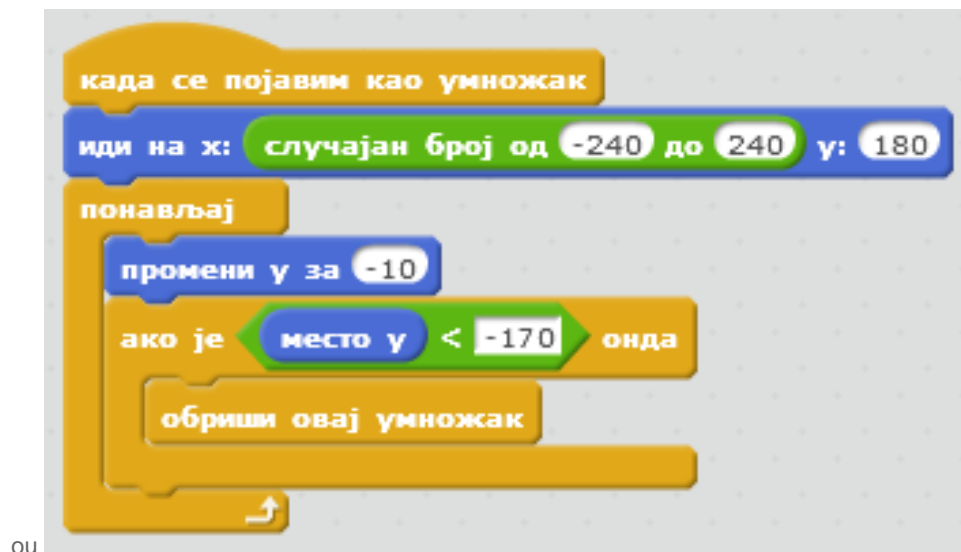 када се појавим као умножак
иди на x: случајан број од -240 до 240 y: 180
понављај
промени y за -10
ако је место y < -170 онда
обриши овај умножак
ou